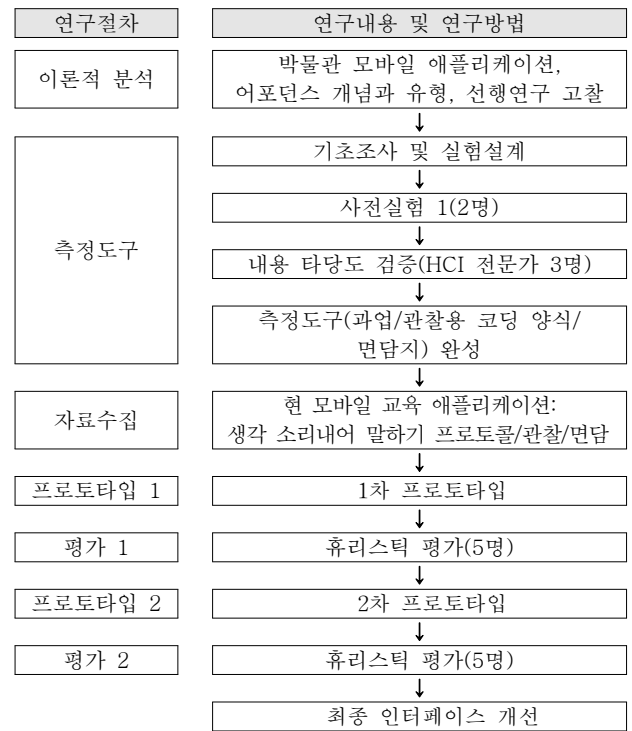 연구절차
연구내용 및 연구방법
이론적 분석
박물관 모바일 애플리케이션,
어포던스 개념과 유형, 선행연구 고찰
측정도구
기초조사 및 실험설계
사전실험 1(2명)
내용 타당도 검증(HCI 전문가 3명)
측정도구(과업/관찰용 코딩 양식/
면담지) 완성
자료수집
현 모바일 교육 애플리케이션:
생각 소리내어 말하기 프로토콜/관찰/면담
프로토타입 1
1차 프로토타입
평가 1
휴리스틱 평가(5명)
프로토타입 2
2차 프로토타입
평가 2
휴리스틱 평가(5명)
최종 인터페이스 개선